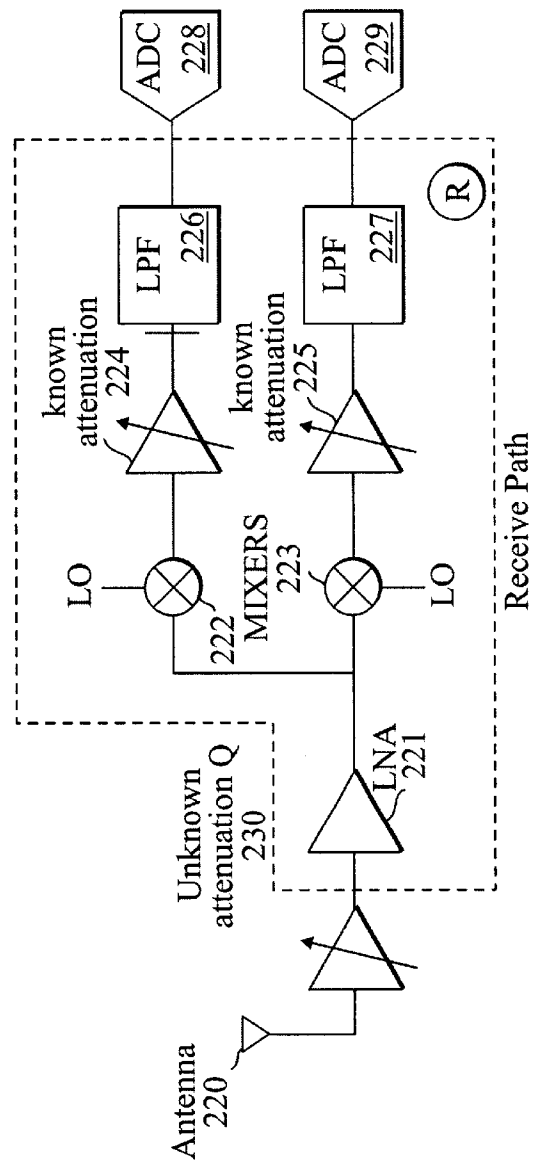 Antenna
220
Unknown
attenuation Q
230
LNA
221
LO
222
MIXERS
223
LO
known
attenuation
224
known
attenuation
225
LPF
226
LPF
227
R
ADC
228
ADC
229
Receive Path